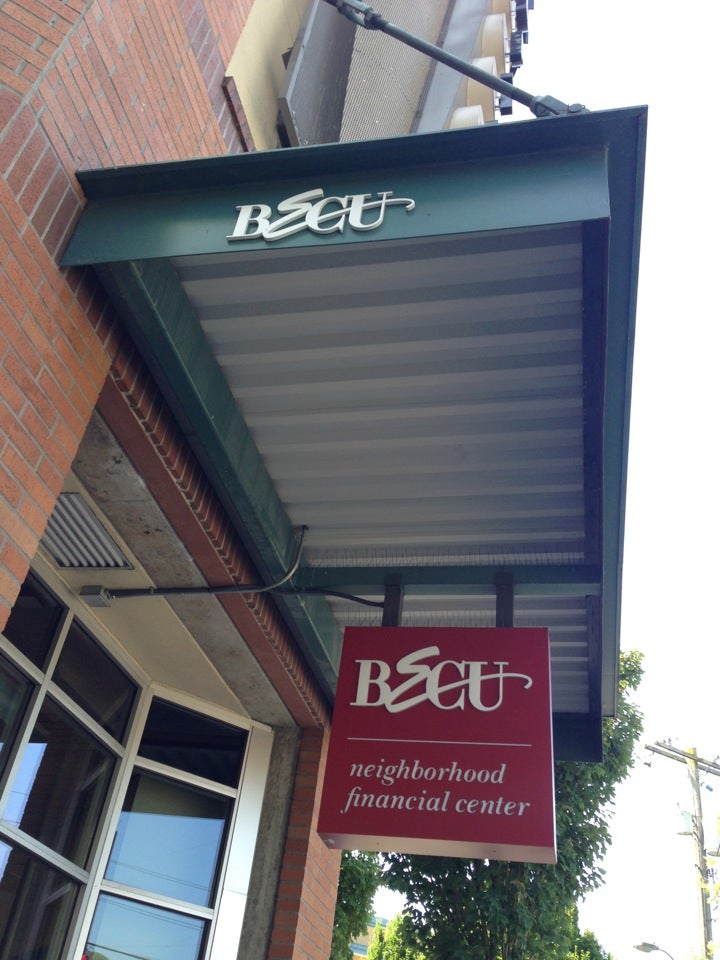 BECU
BECU
neighborhood
financial center